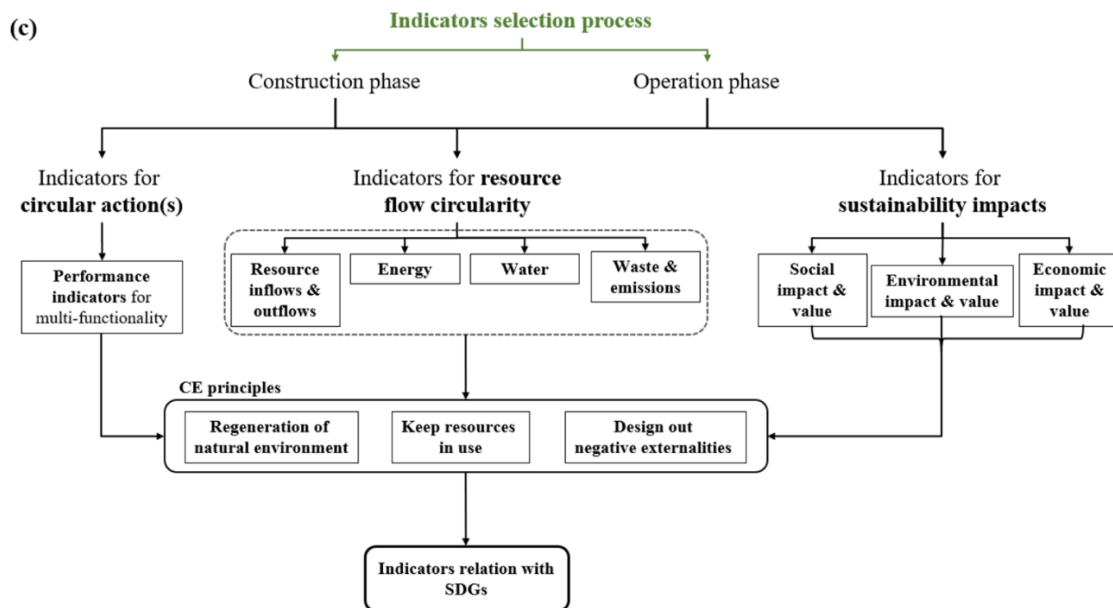 (c)
Indicators selection process
Construction phase
Operation phase
Indicators for
circular action(s)
Indicators for resource
flow circularity
Indicators for
sustainability impacts
Performance
indicators for
multi-functionality
Resource
inflows &
outflows
Energy
Water
Waste &
emissions
Social
impact &
value
Environmental
impact & value
Economic
impact &
value
CE principles
Regeneration of
natural environment
Keep resources
in use
Design out
negative externalities
Indicators relation with
SDGs